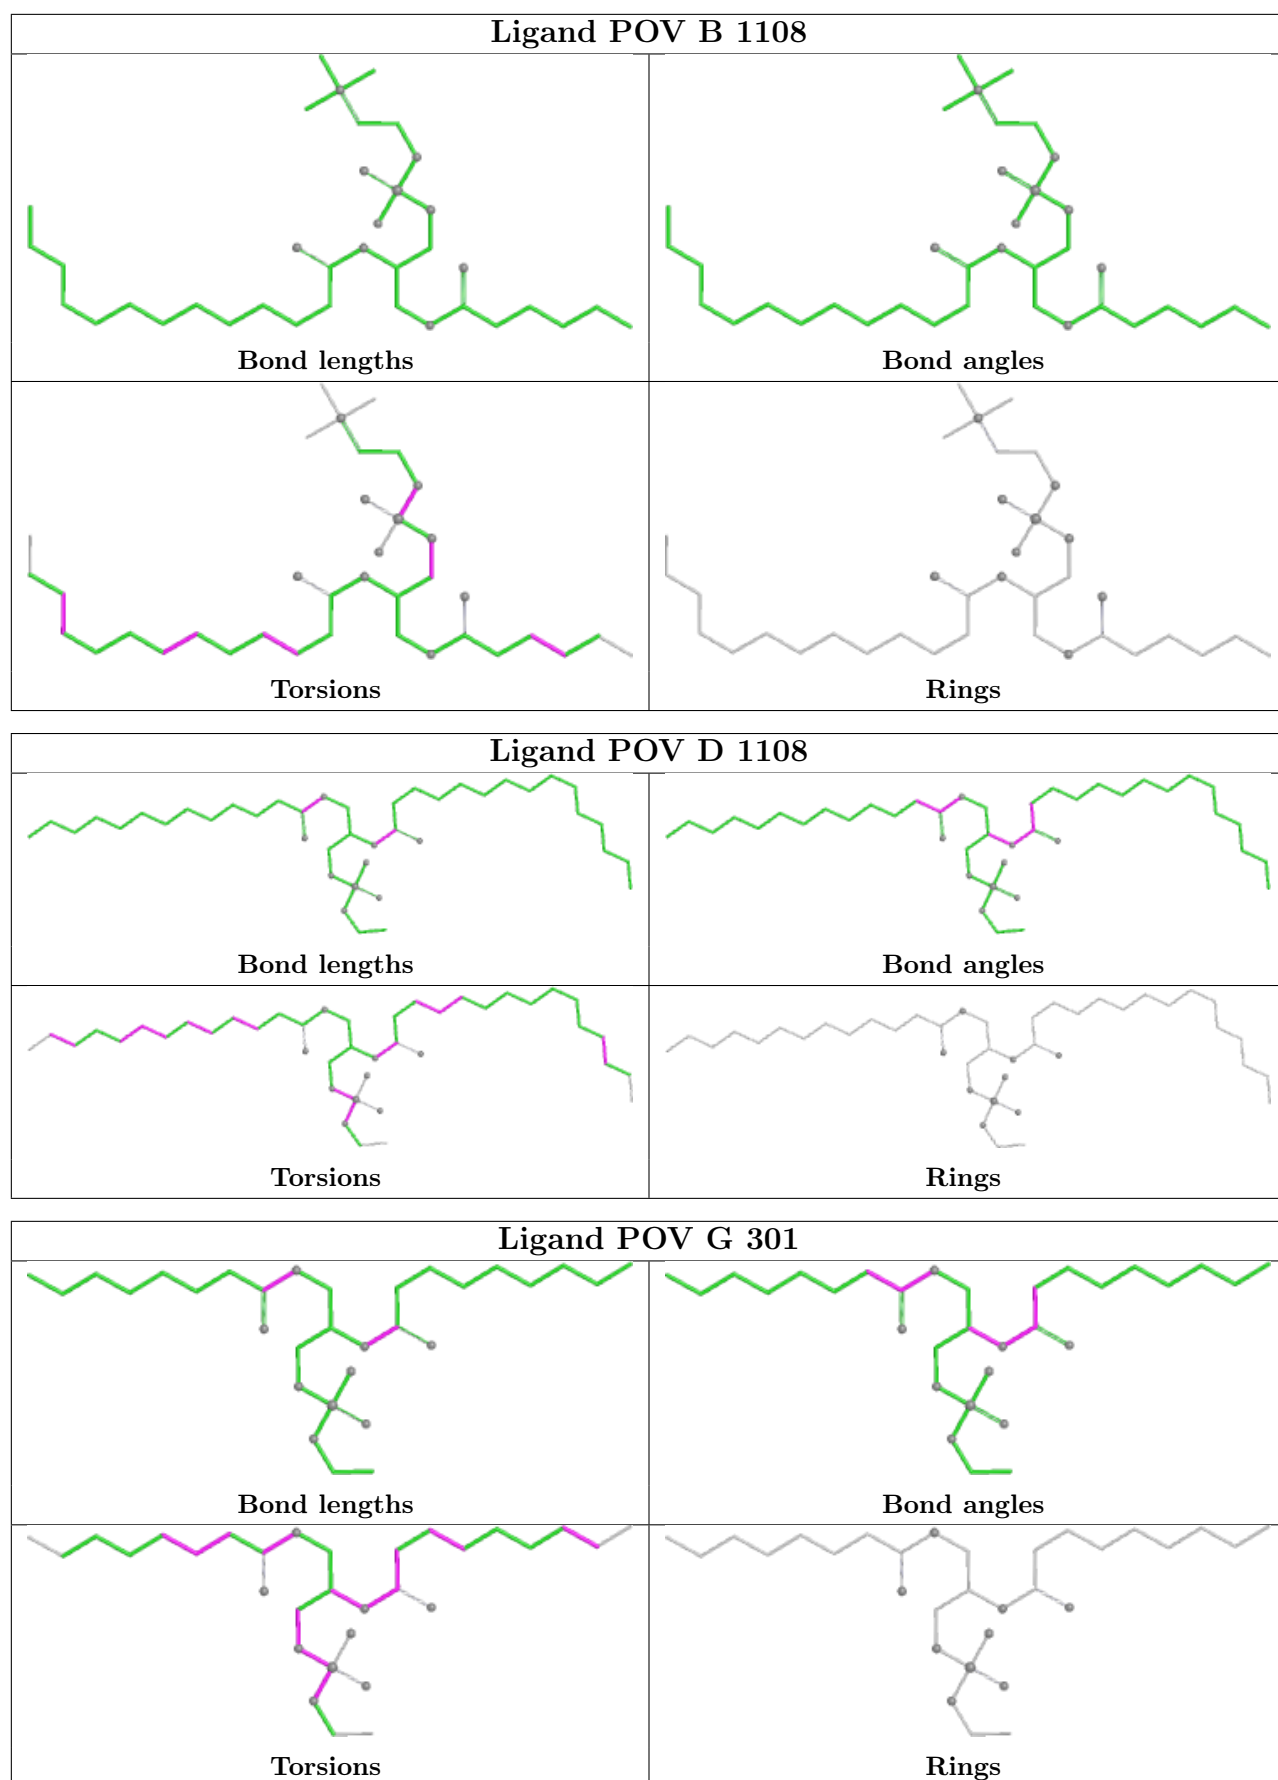 Ligand POV B 1108
Bond lengths
Bond angles
Torsions
Rings
Ligand POV D 1108
Bond lengths
Bond angles
Torsions
Rings
Ligand POV G 301
Bond lengths
Bond angles
Torsions
Rings